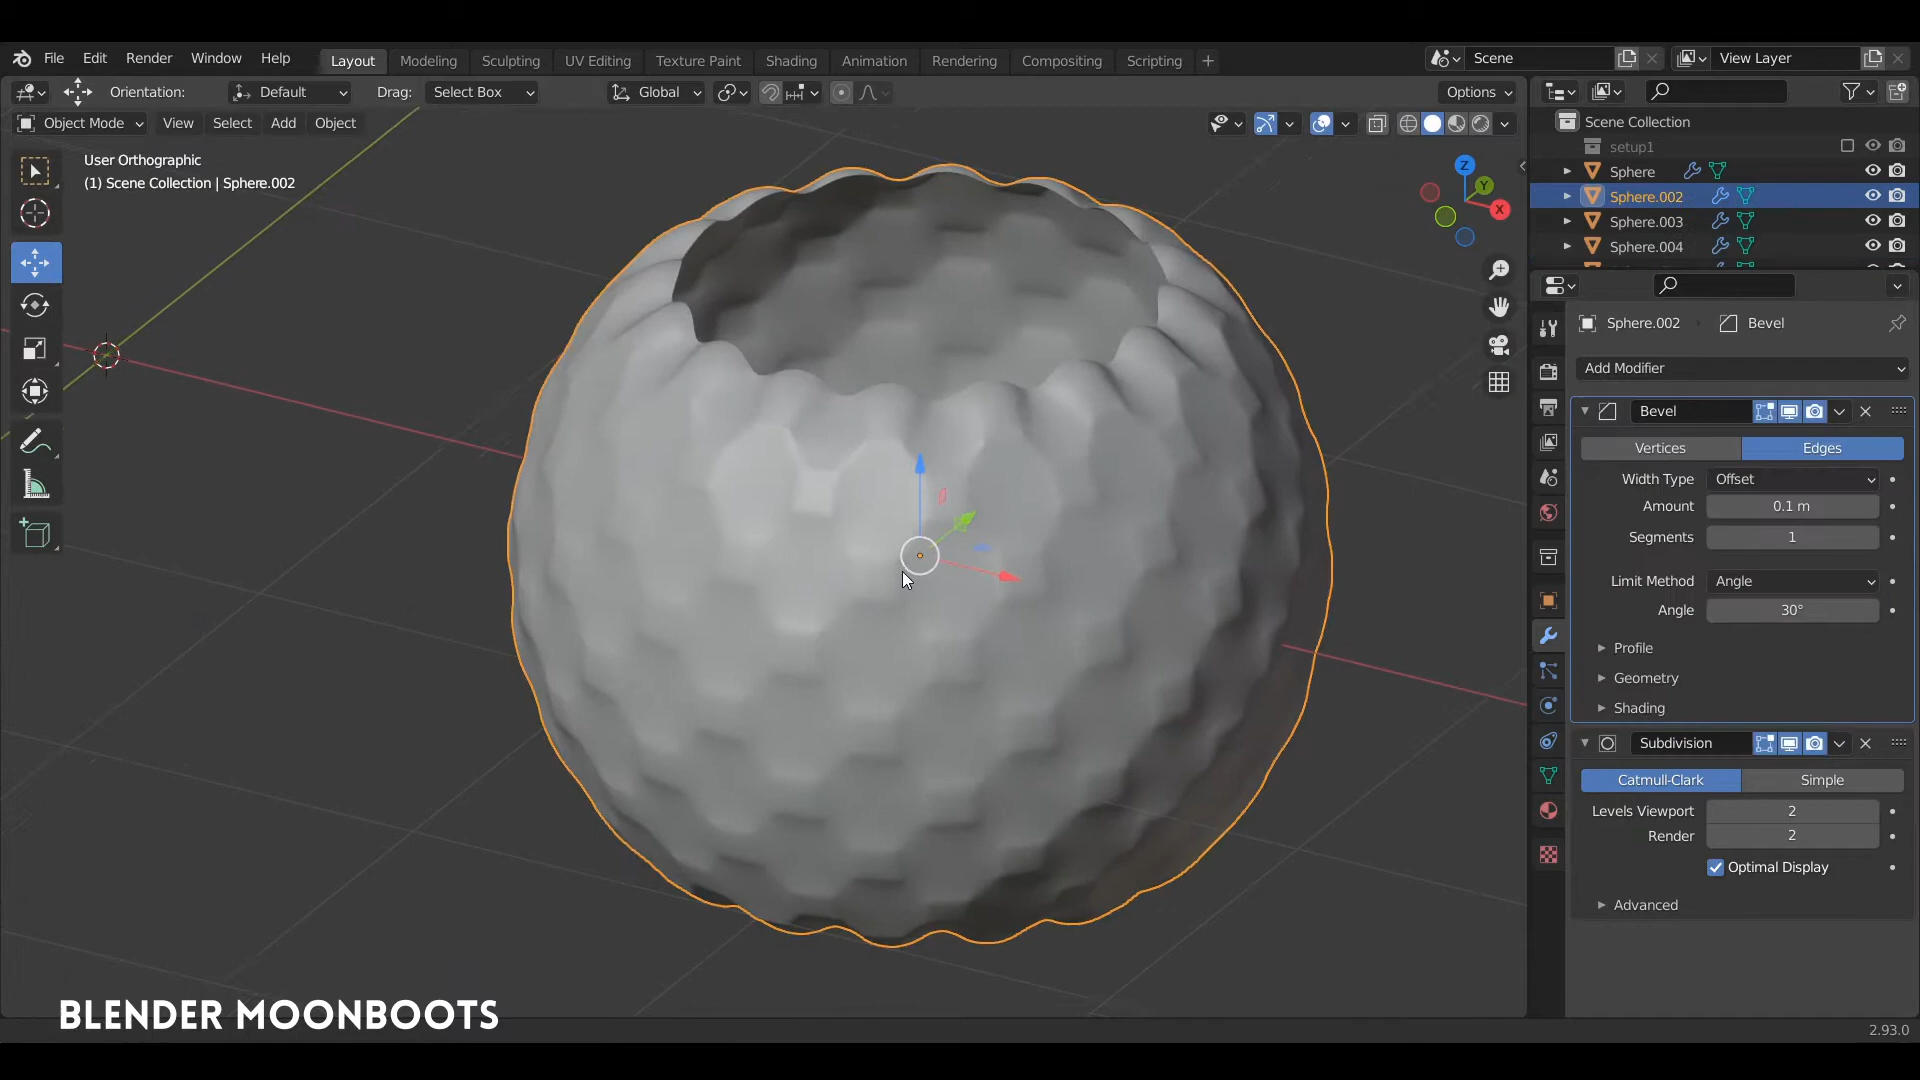 File Edit Render Window Help Layout Modeling Sculpting UV Editing Texture Paint Shading Animation Rendering Compositing Scripting + Scene View Layer
Orientation: Default Drag: Select Box Global Options
Object Mode View Select Add Object
User Orthographic
(1) Scene Collection | Sphere.002
Z
Y
X
Scene Collection
setup1
Sphere
Sphere.002
Sphere.003
Sphere.004
Sphere.002 Bevel
Add Modifier
Bevel
Vertices Edges
Width Type Offset
Amount 0.1 m
Segments 1
Limit Method Angle
Angle 30°
Profile
Geometry
Shading
Subdivision
Catmull-Clark Simple
Levels Viewport 2
Render 2
Optimal Display
Advanced
BLENDER MOONBOOTS
2.93.0